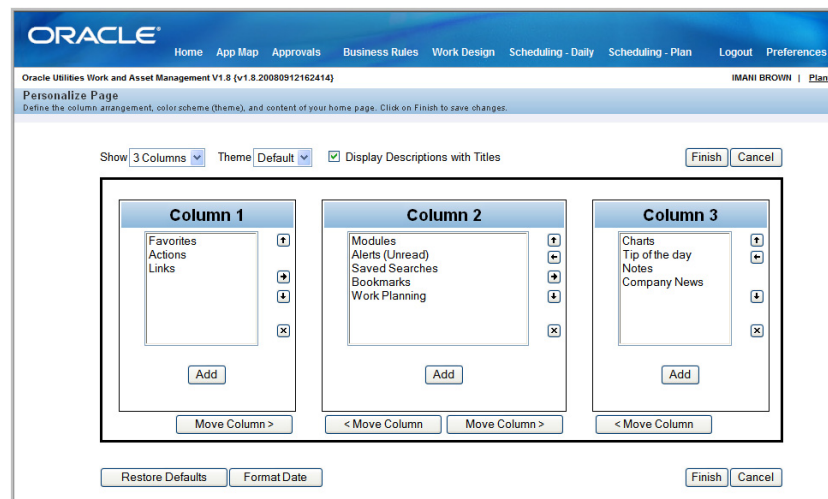 ORACLE®
Home App Map Approvals Business Rules Work Design Scheduling - Daily Scheduling - Plan Logout Preferences
Oracle Utilities Work and Asset Management V1.8 {v1.8.20080912162414} IMANI BROWN | Plan
Personalize Page
Define the column arrangement, color scheme (theme), and content of your home page. Click on Finish to save changes.
Show 3 Columns Theme Default Display Descriptions with Titles Finish Cancel
Column 1
Favorites
Actions
Links
Add
Move Column >
Column 2
Modules
Alerts (Unread)
Saved Searches
Bookmarks
Work Planning
Add
< Move Column Move Column >
Column 3
Charts
Tip of the day
Notes
Company News
Add
< Move Column
Restore Defaults Format Date Finish Cancel